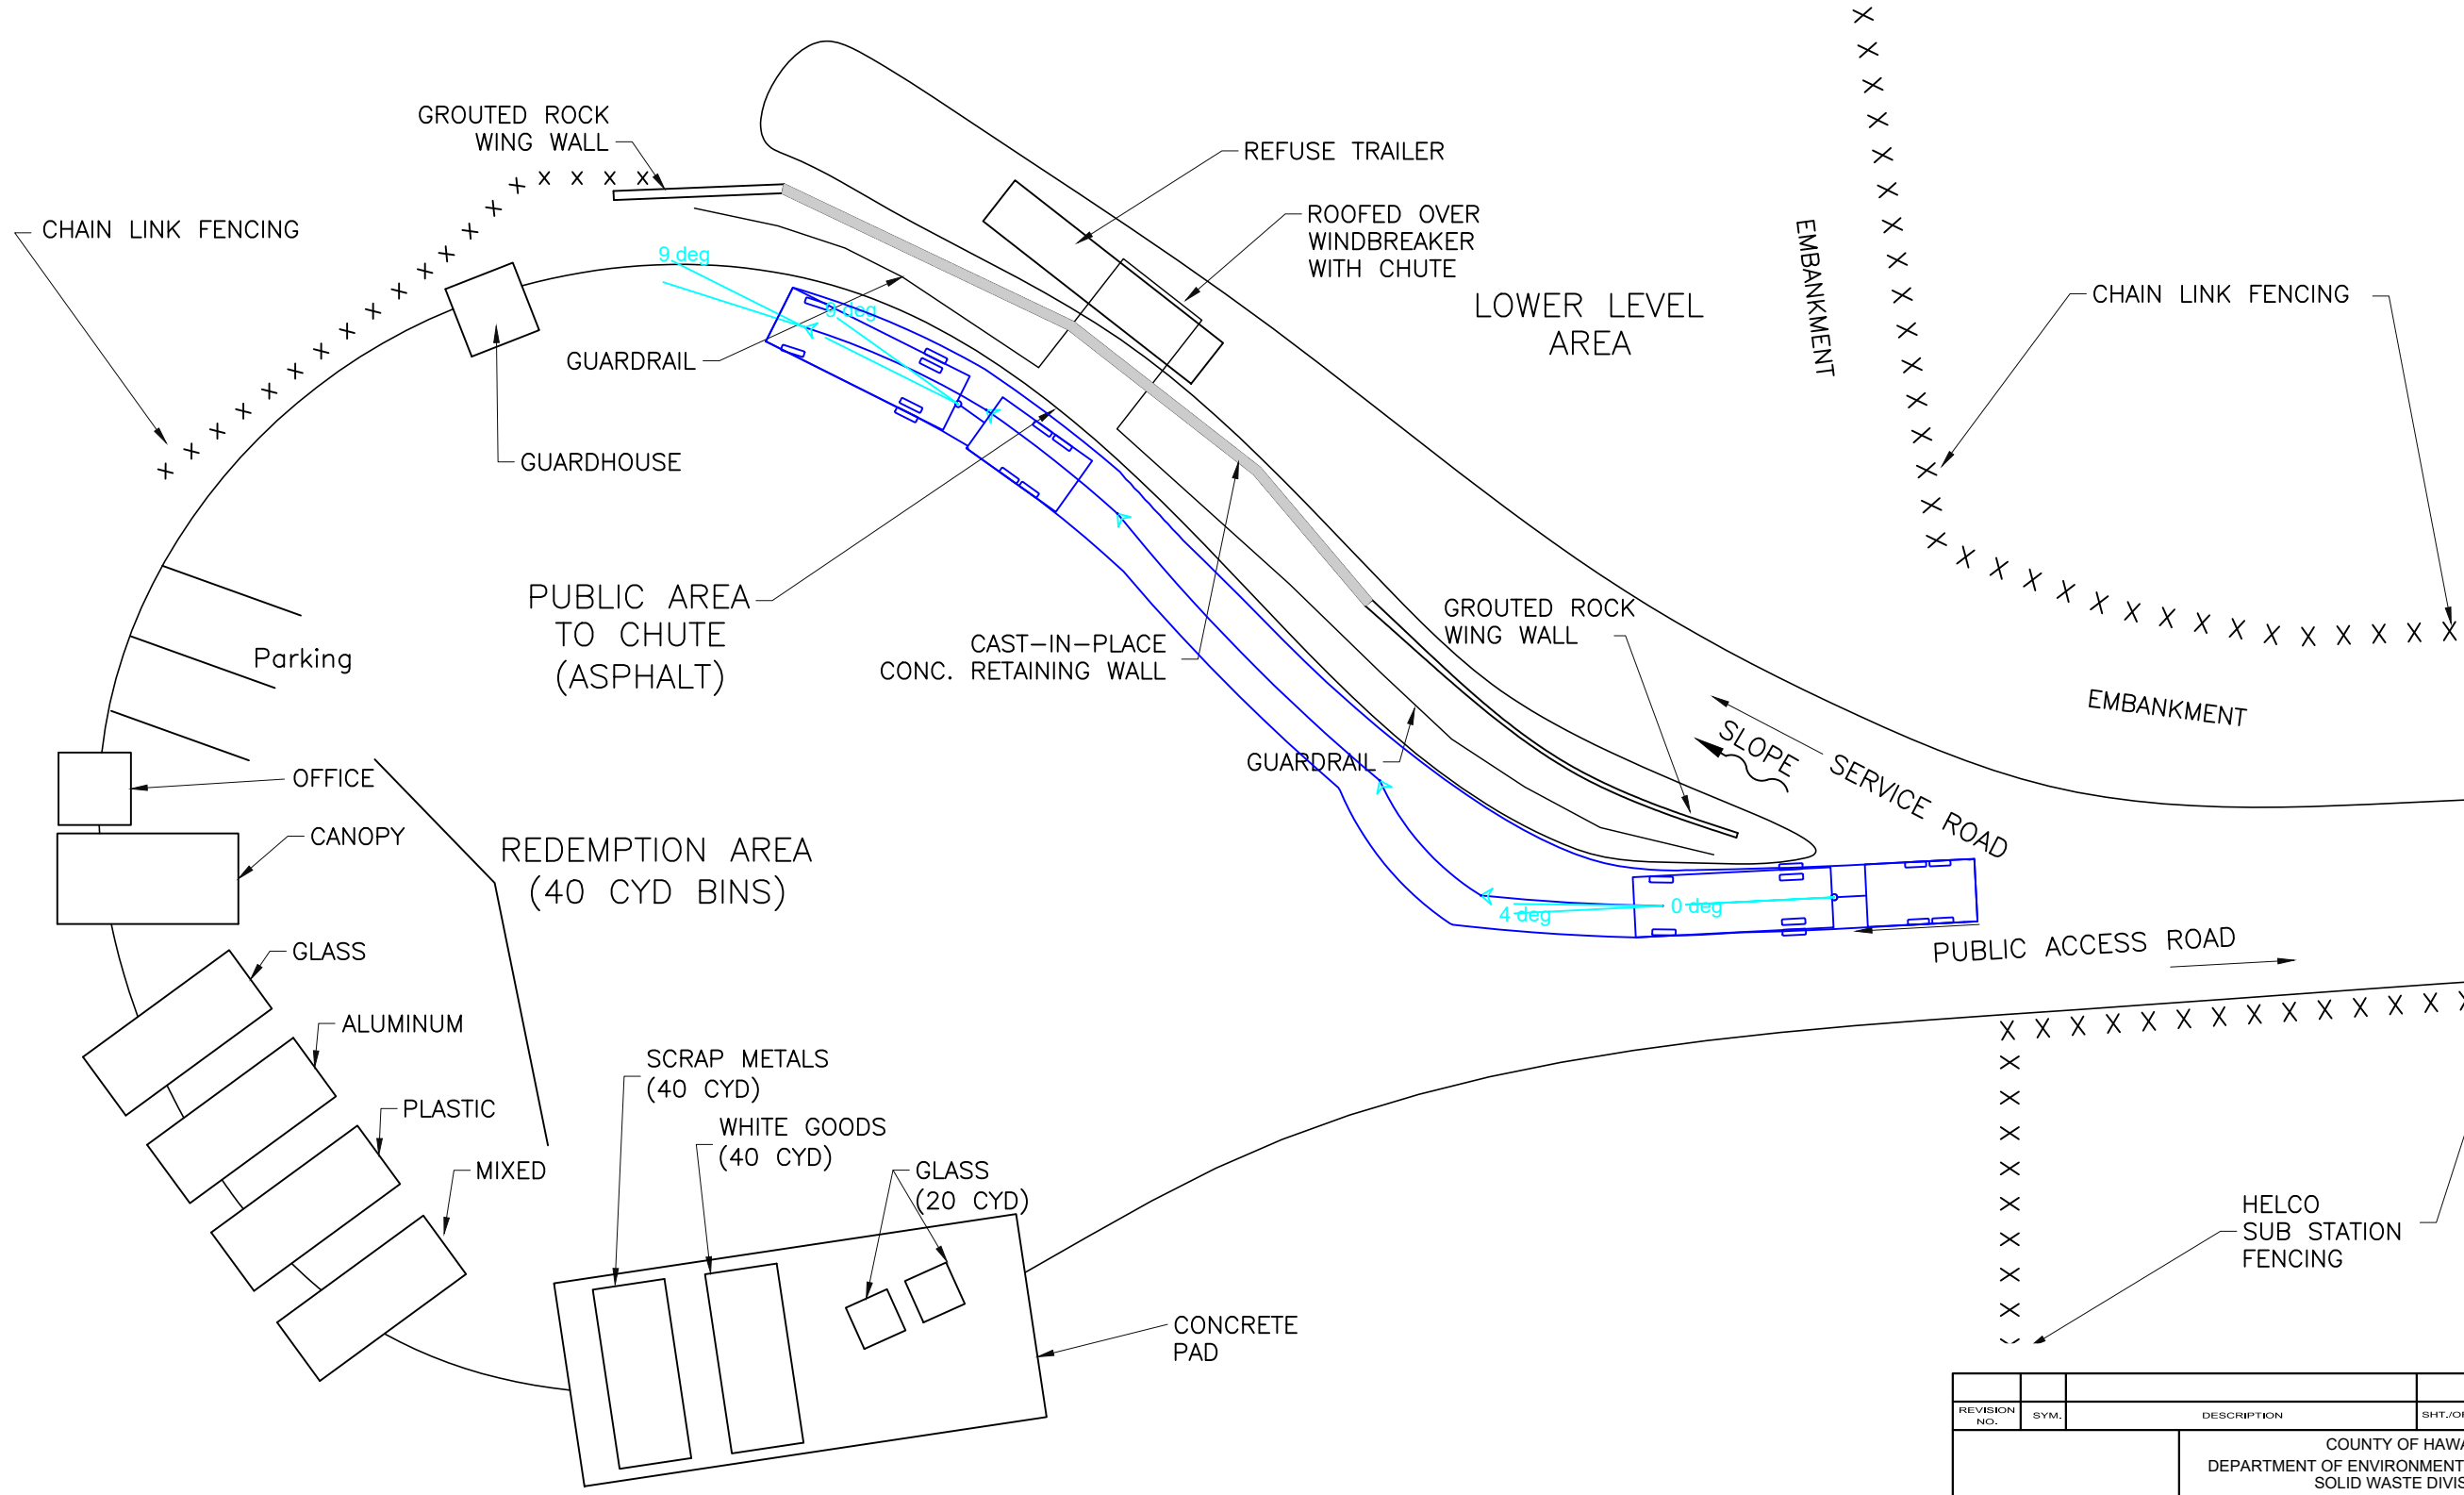 GROUTED ROCK
WING WALL
REFUSE TRAILER
ROOFED OVER
WINDBREAKER
WITH CHUTE
CHAIN LINK FENCING
9 deg
9 deg
LOWER LEVEL
AREA
EMBANKMENT
CHAIN LINK FENCING
GUARDRAIL
GUARDHOUSE
PUBLIC AREA
TO CHUTE
(ASPHALT)
Parking
CAST-IN-PLACE
CONC. RETAINING WALL
GROUTED ROCK
WING WALL
EMBANKMENT
GUARDRAIL
SLOPE
SERVICE ROAD
OFFICE
CANOPY
REDEMPTION AREA
(40 CYD BINS)
4 deg
0 deg
PUBLIC ACCESS ROAD
GLASS
ALUMINUM
PLASTIC
MIXED
SCRAP METALS
(40 CYD)
WHITE GOODS
(40 CYD)
GLASS
(20 CYD)
HELCO
SUB STATION
FENCING
CONCRETE
PAD
REVISION
NO.
SYM.
DESCRIPTION
COUNTY OF
DEPARTMENT OF
SOLID WASTE